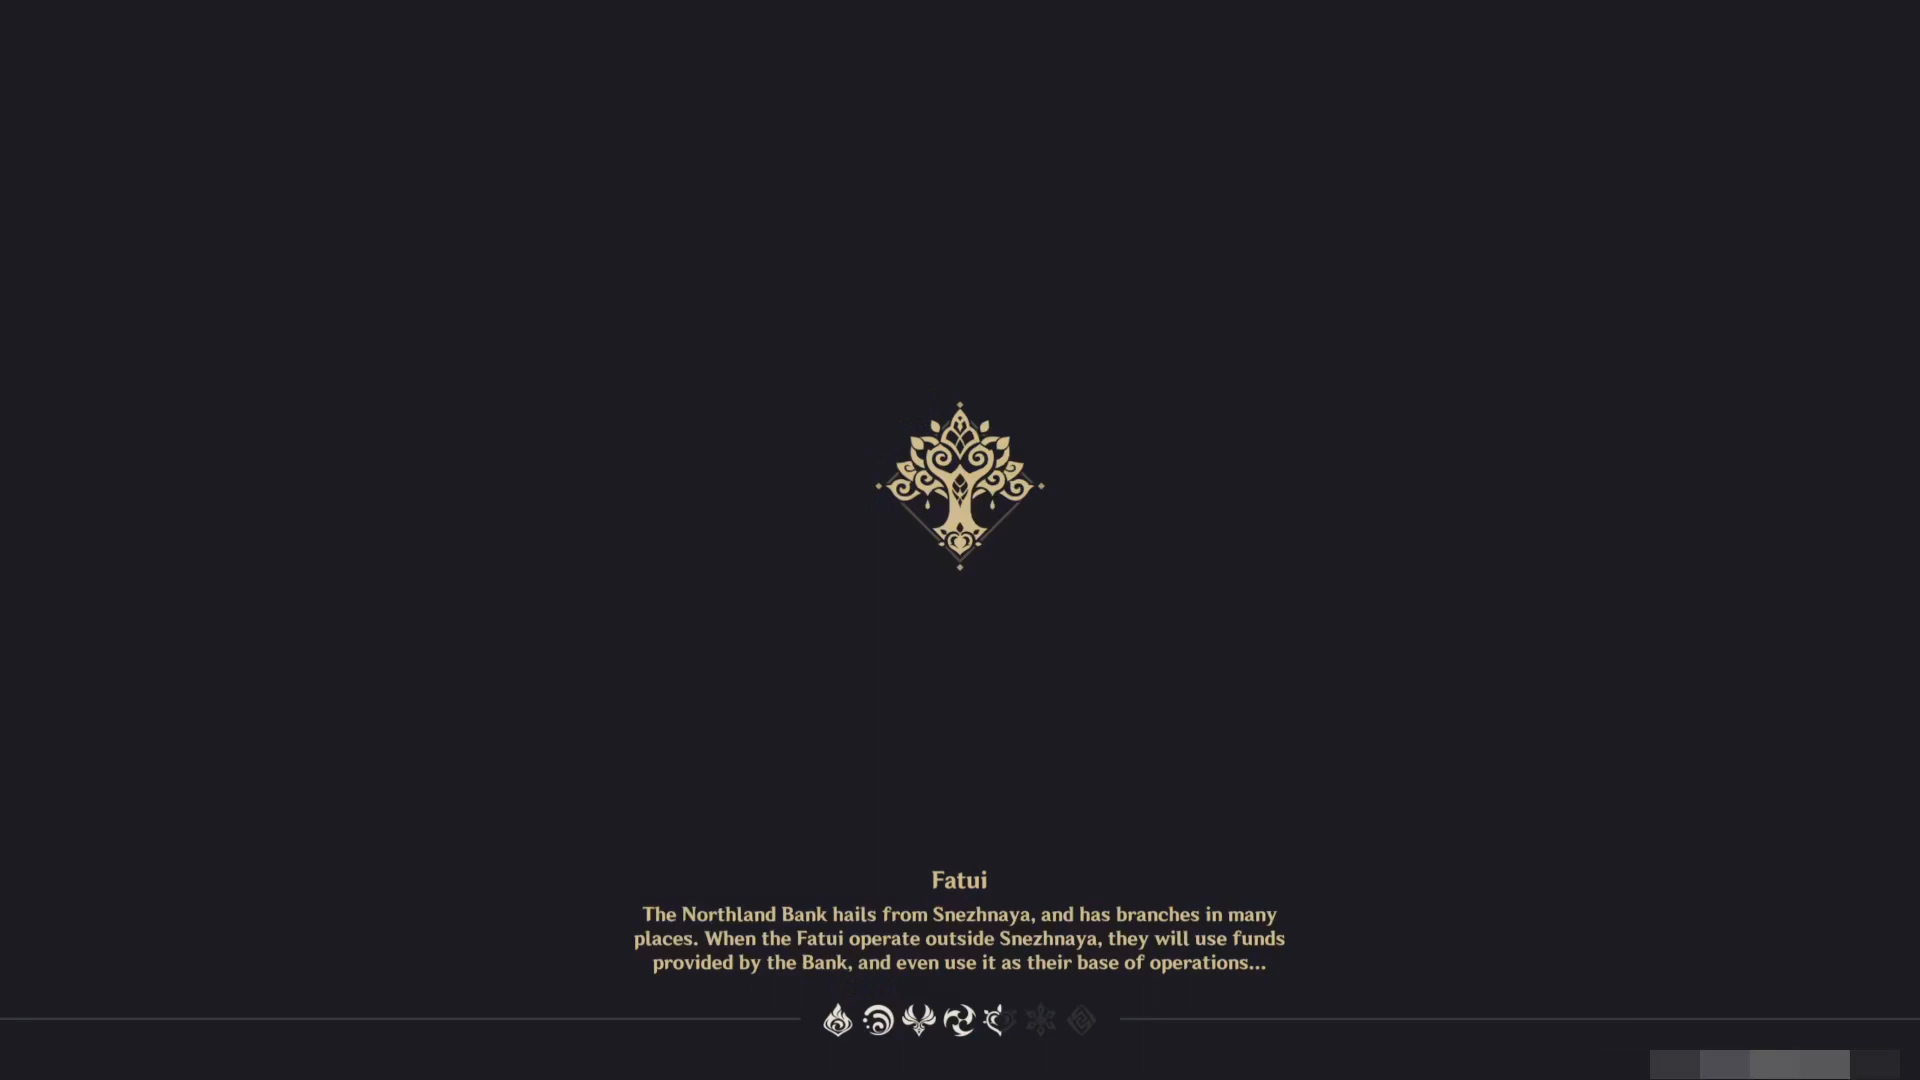 Fatui
The Northland Bank hails from Snezhnaya, and has branches in many
places. When the Fatui operate outside Snezhnaya, they will use funds
provided by the Bank, and even use it as their base of operations...